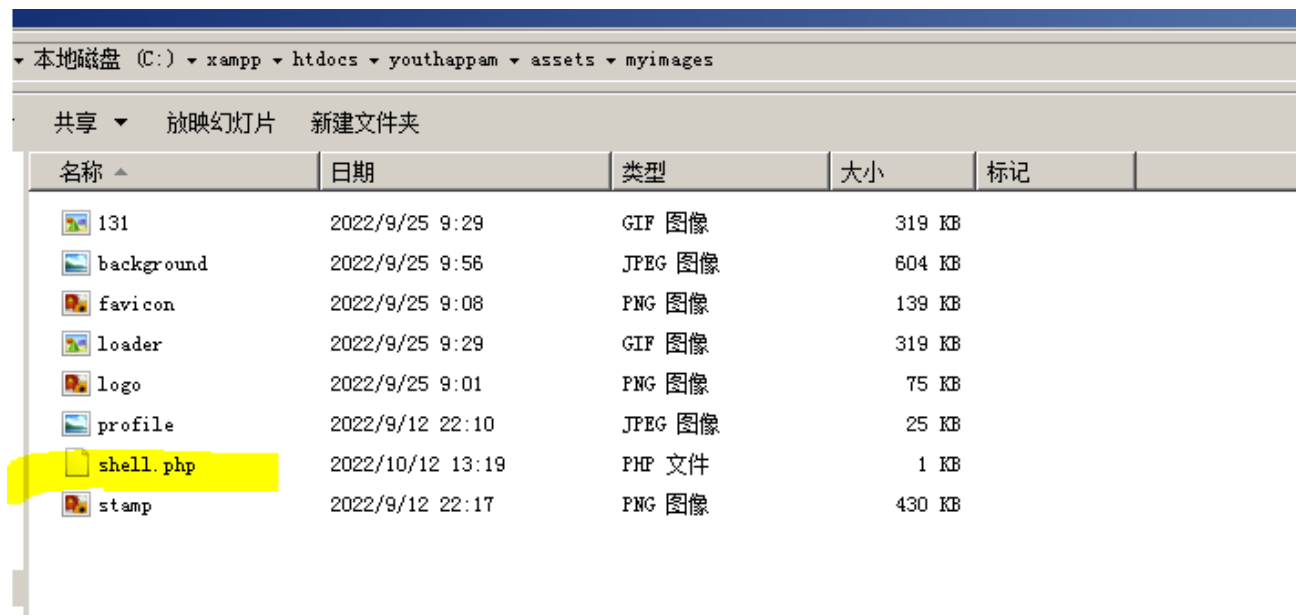 本地磁盘 (C:) xampp htdocs youthappam assets myimages
共享 放映幻灯片 新建文件夹
名称 日期 类型 大小 标记
131 2022/9/25 9:29 GIF 图像 319 KB
background 2022/9/25 9:56 JPEG 图像 604 KB
favicon 2022/9/25 9:08 PNG 图像 139 KB
loader 2022/9/25 9:29 GIF 图像 319 KB
logo 2022/9/25 9:01 PNG 图像 75 KB
profile 2022/9/12 22:10 JPEG 图像 25 KB
shell.php 2022/10/12 13:19 PHP 文件 1 KB
stamp 2022/9/12 22:17 PNG 图像 430 KB